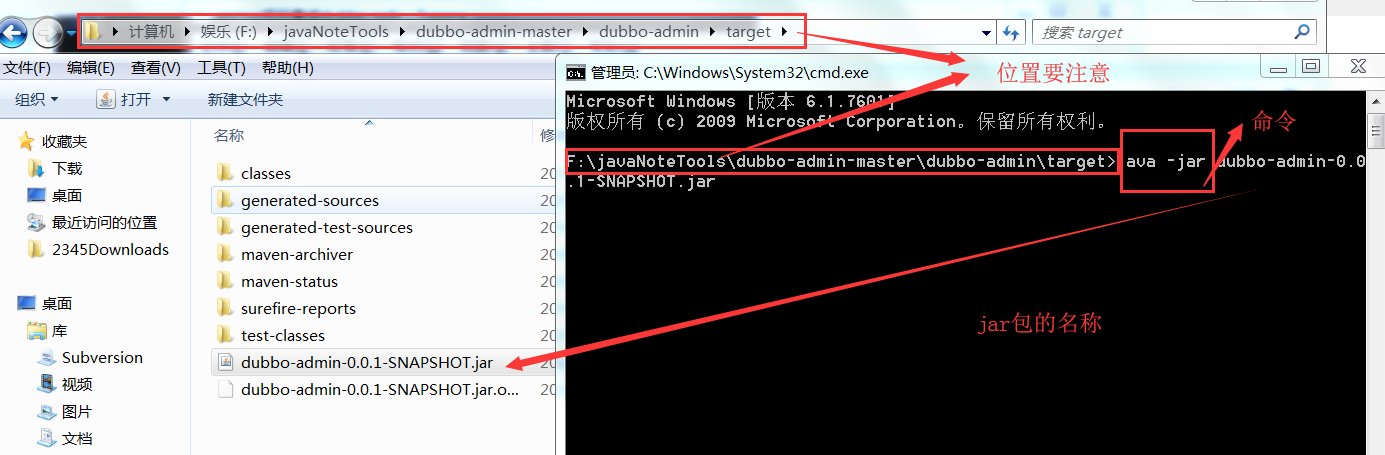 计算机 娱乐 (F:) javaNoteTools dubbo-admin-master dubbo-admin target
搜索 target
文件(F) 编辑(E) 查看(V) 工具(T) 帮助(H)
组织 打开 新建文件夹
收藏夹
下载
桌面
最近访问的位置
2345Downloads
桌面
库
Subversion
视频
图片
文档
名称 修
classes 20
generated-sources 20
generated-test-sources 20
maven-archiver 20
maven-status 20
surefire-reports 20
test-classes 20
dubbo-admin-0.0.1-SNAPSHOT.jar 20
dubbo-admin-0.0.1-SNAPSHOT.jar.o... 20
管理员: C:\Windows\System32\cmd.exe
位置要注意
Microsoft Windows [版本 6.1.7601]
版权所有 (c) 2009 Microsoft Corporation。保留所有权利。
命令
F:\javaNoteTools\dubbo-admin-master\dubbo-admin\target> ava -jar dubbo-admin-0.0
.1-SNAPSHOT.jar
jar包的名称